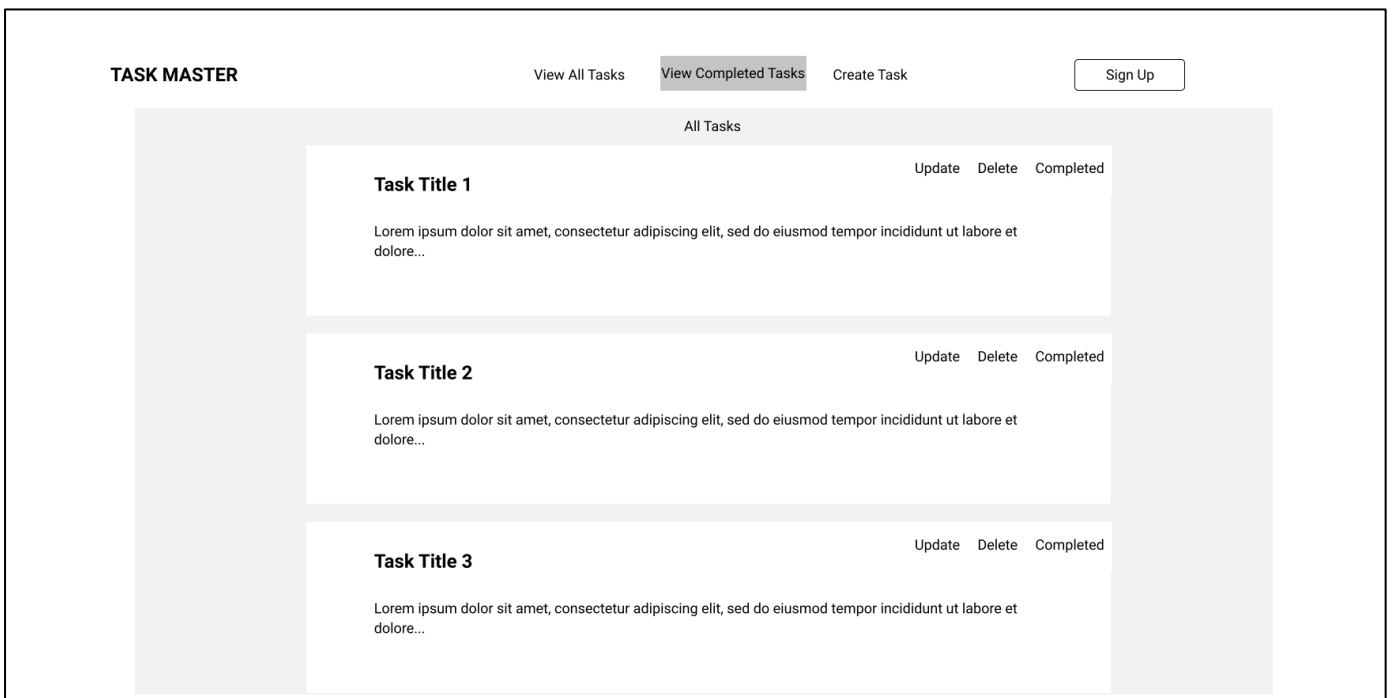 TASK MASTER
View All Tasks
View Completed Tasks
Create Task
Sign Up
All Tasks
Update Delete Completed
Task Title 1
Lorem ipsum dolor sit amet, consectetur adipiscing elit, sed do eiusmod tempor incididunt ut labore et
dolore...
Update Delete Completed
Task Title 2
Lorem ipsum dolor sit amet, consectetur adipiscing elit, sed do eiusmod tempor incididunt ut labore et
dolore...
Update Delete Completed
Task Title 3
Lorem ipsum dolor sit amet, consectetur adipiscing elit, sed do eiusmod tempor incididunt ut labore et
dolore...